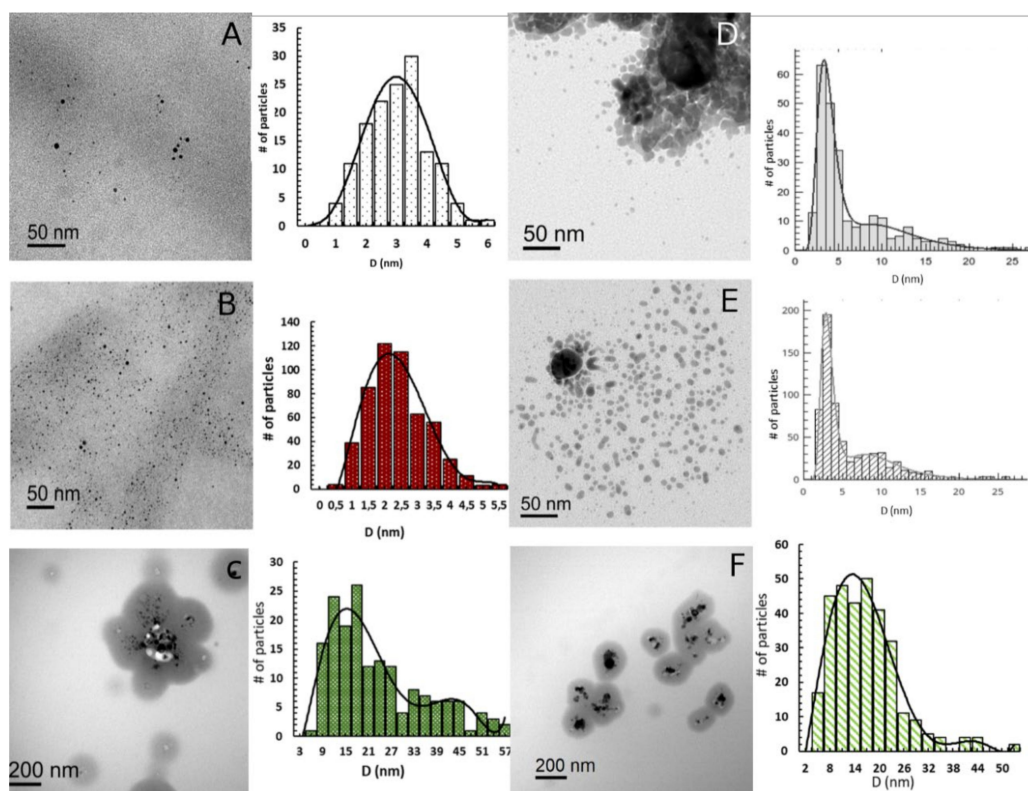 A
50 nm
# of particles
35
30
25
20
15
10
5
0
0 1 2 3 4 5 6
D (nm)
D
50 nm
# of particles
60
50
40
30
20
10
0
0 5 10 15 20 25
D (nm)
B
50 nm
# of particles
140
120
100
80
60
40
20
0
0 0,5 1 1,5 2 2,5 3 3,5 4 4,5 5 5,5
D (nm)
E
50 nm
# of particles
200
150
100
50
0
0 5 10 15 20 25
D (nm)
C
200 nm
# of particles
30
25
20
15
10
5
0
3 9 15 21 27 33 39 45 51 57
D (nm)
F
200 nm
# of particles
60
50
40
30
20
10
0
2 8 14 20 26 32 38 44 50
D (nm)